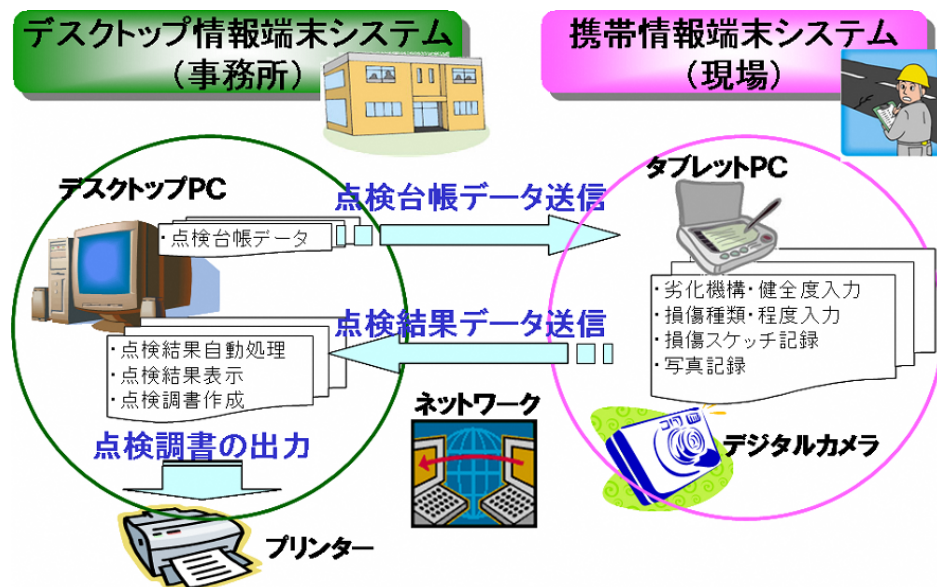 デスクトップ情報端末システム
(事務所)
携帯情報端末システム
(現場)
デスクトップPC
・点検台帳データ
点検台帳データ送信
タブレットPC
・劣化機構・健全度入力
・損傷種類・程度入力
・損傷スケッチ記録
・写真記録
点検結果データ送信
・点検結果自動処理
・点検結果表示
・点検調書作成
点検調書の出力
ネットワーク
デジタルカメラ
プリンター